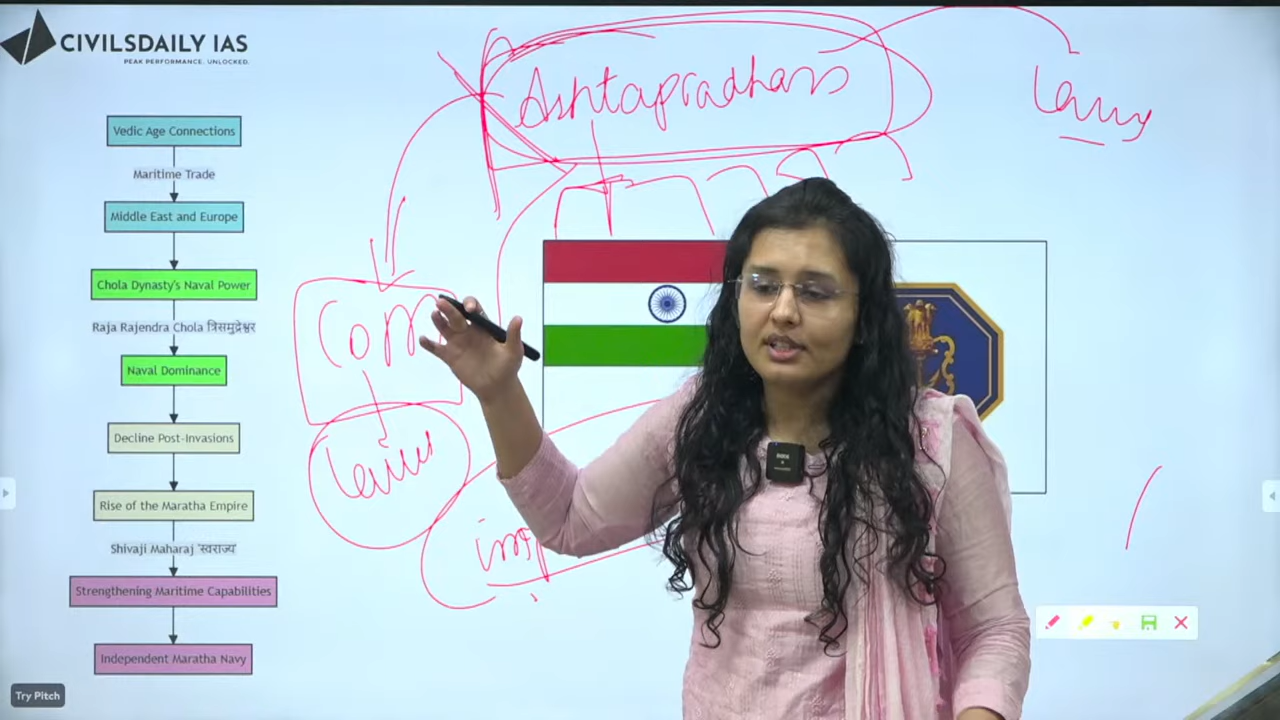 CIVILSDAILY IAS
PEAK PERFORMANCE. UNLOCKED.
Ashtapradhans
Vedic Age Connections
Maritime Trade
Middle East and Europe
Chola Dynasty's Naval Power
Raja Rajendra Chola त्रिसमुद्रेश्वर
Naval Dominance
Decline Post-Invasions
Rise of the Maratha Empire
Shivaji Maharaj 'स्वराज्य'
Strengthening Maritime Capabilities
Independent Maratha Navy
Try Pitch